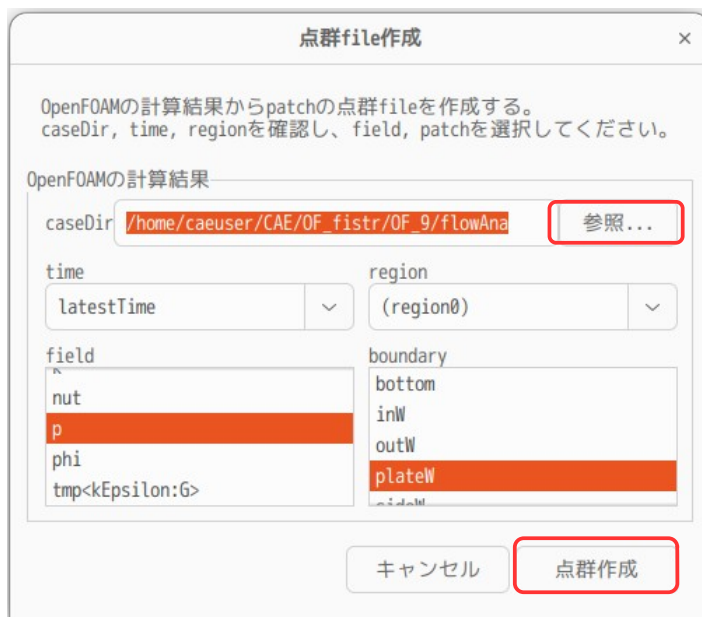 点群file作成
×
OpenFOAMの計算結果からpatchの点群fileを作成する。
caseDir, time, regionを確認し、field, patchを選択してください。
OpenFOAMの計算結果
caseDir /home/caeuser/CAE/OF_fistr/OF_9/flowAna 参照...
time region
latestTime (region0)
field boundary
k
bottom
nut
inW
p
outW
phi
plateW
tmp<kEpsilon:G>
sideW
キャンセル 点群作成